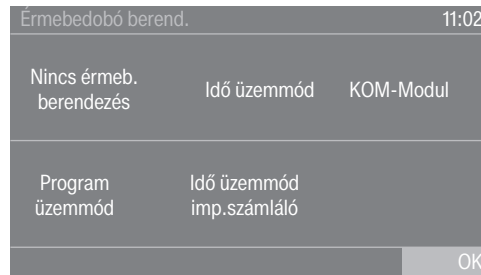 Érmebedobó berend. 11:02
Nincs érmeb.
berendezés
Idő üzemmód
KOM-Modul
Program
üzemmód
Idő üzemmód
imp.számláló
OK